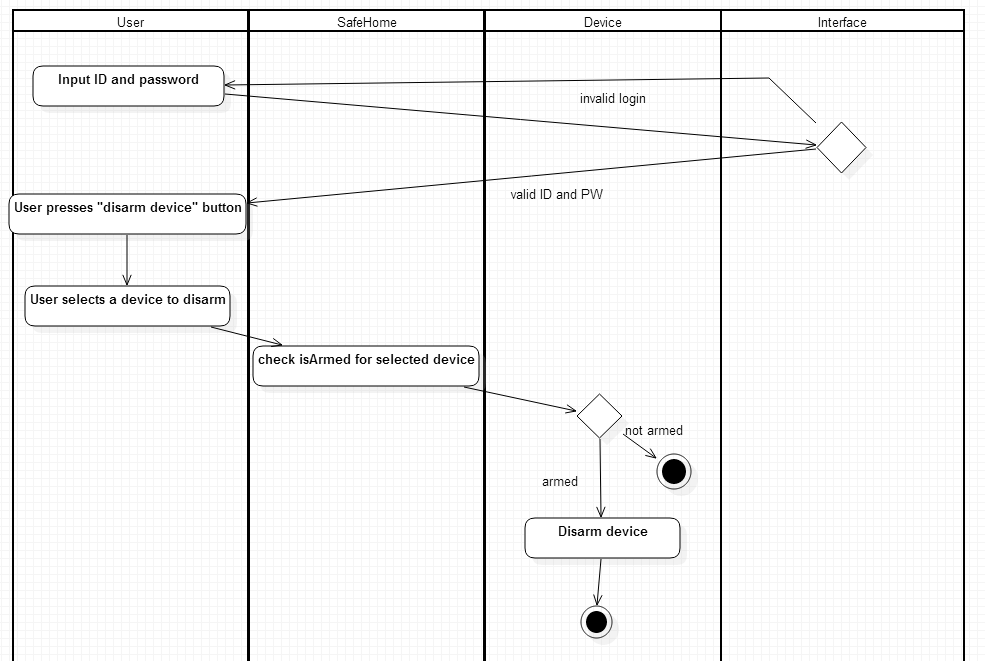 User
SafeHome
Device
Interface
Input ID and password
invalid login
valid ID and PW
User presses "disarm device" button
User selects a device to disarm
check isArmed for selected device
not armed
armed
Disarm device